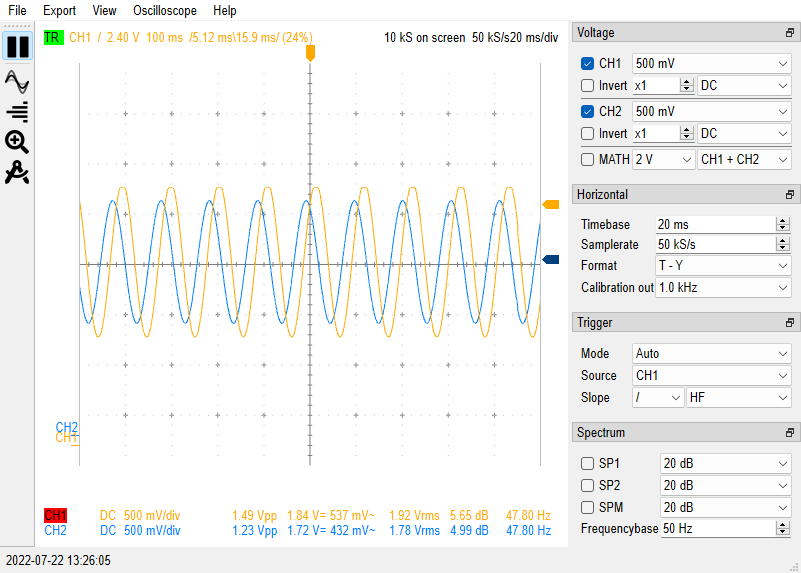 File Export View Oscilloscope Help
TR CH1 / 2.40 V 100 ms /5.12 ms\15.9 ms/ (24%) 10 kS on screen 50 kS/s20 ms/div
Voltage
CH1 500 mV
Invert x1 DC
CH2 500 mV
Invert x1 DC
MATH 2 V CH1 + CH2
Horizontal
Timebase 20 ms
Samplerate 50 kS/s
Format T - Y
Calibration out 1.0 kHz
Trigger
Mode Auto
Source CH1
Slope / HF
Spectrum
SP1 20 dB
SP2 20 dB
SPM 20 dB
Frequencybase 50 Hz
CH2
CH1
CH1 DC 500 mV/div 1.49 Vpp 1.84 V= 537 mV~ 1.92 Vrms 5.65 dB 47.80 Hz
CH2 DC 500 mV/div 1.23 Vpp 1.72 V= 432 mV~ 1.78 Vrms 4.99 dB 47.80 Hz
2022-07-22 13:26:05